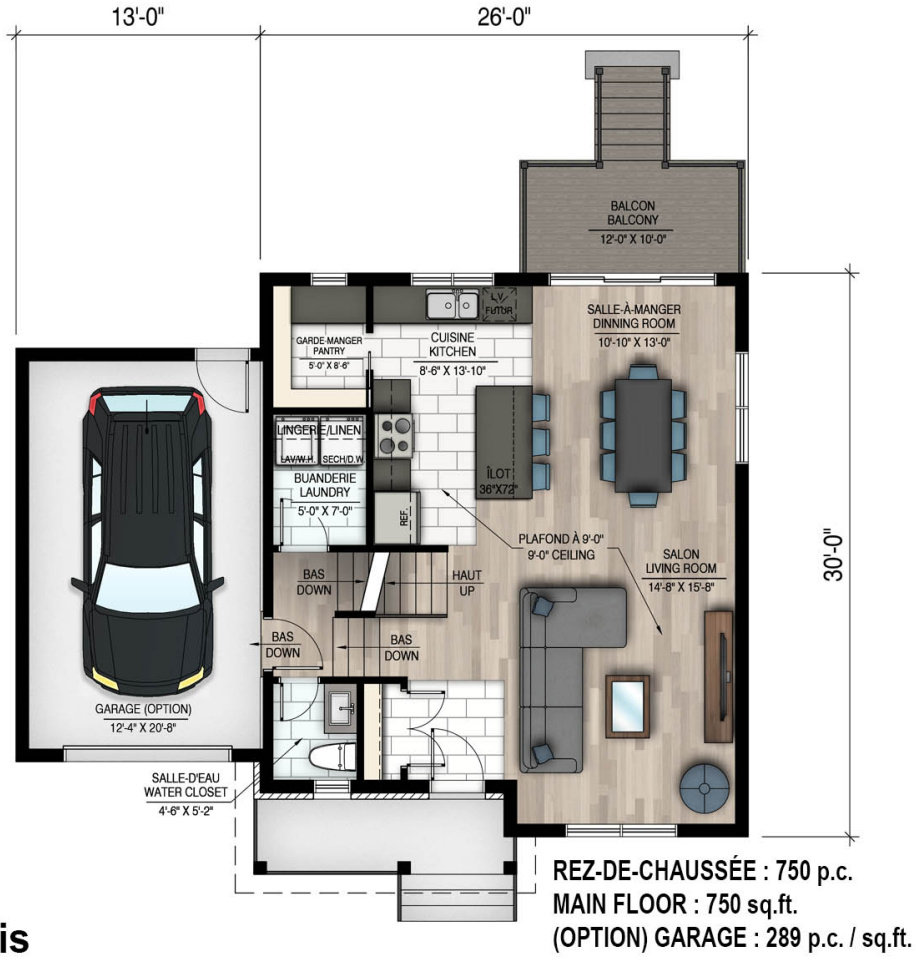 13'-0"
26'-0"
BALCON
BALCONY
12'-0" X 10'-0"
L.V.
FUTUR
SALLE-À-MANGER
DINNING ROOM
10'-10" X 13'-0"
GARDE-MANGER
PANTRY
5'-0" X 8'-6"
CUISINE
KITCHEN
8'-6" X 13'-10"
LINGERIE/LINEN
LAV/W.H.
SECH/D.W.
BUANDERIE
LAUNDRY
5'-0" X 7'-0"
ÎLOT
36"X72"
REF.
PLAFOND À 9'-0"
9'-0" CEILING
30'-0"
SALON
LIVING ROOM
14'-8" X 15'-8"
BAS
DOWN
HAUT
UP
BAS
DOWN
BAS
DOWN
GARAGE (OPTION)
12'-4" X 20'-8"
SALLE-D'EAU
WATER CLOSET
4'-6" X 5'-2"
REZ-DE-CHAUSSÉE : 750 p.c.
MAIN FLOOR : 750 sq.ft.
(OPTION) GARAGE : 289 p.c. / sq.ft.
is